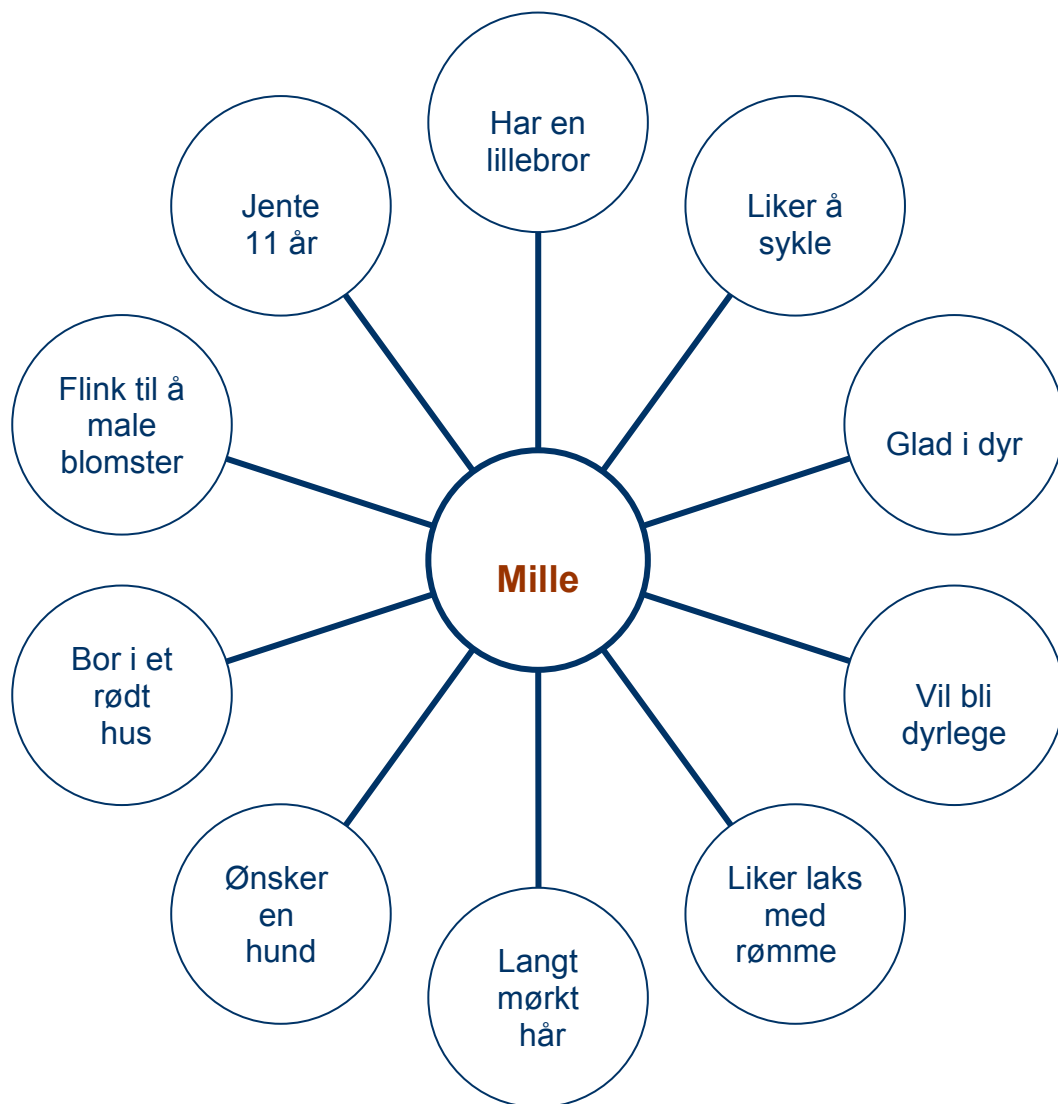 Har en
lillebror
Jente
11 år
Liker å
sykle
Flink til å
male
blomster
Glad i dyr
Mille
Bor i et
rødt
hus
Vil bli
dyrlege
Ønsker
en
hund
Liker laks
med
rømme
Langt
mørkt
hår